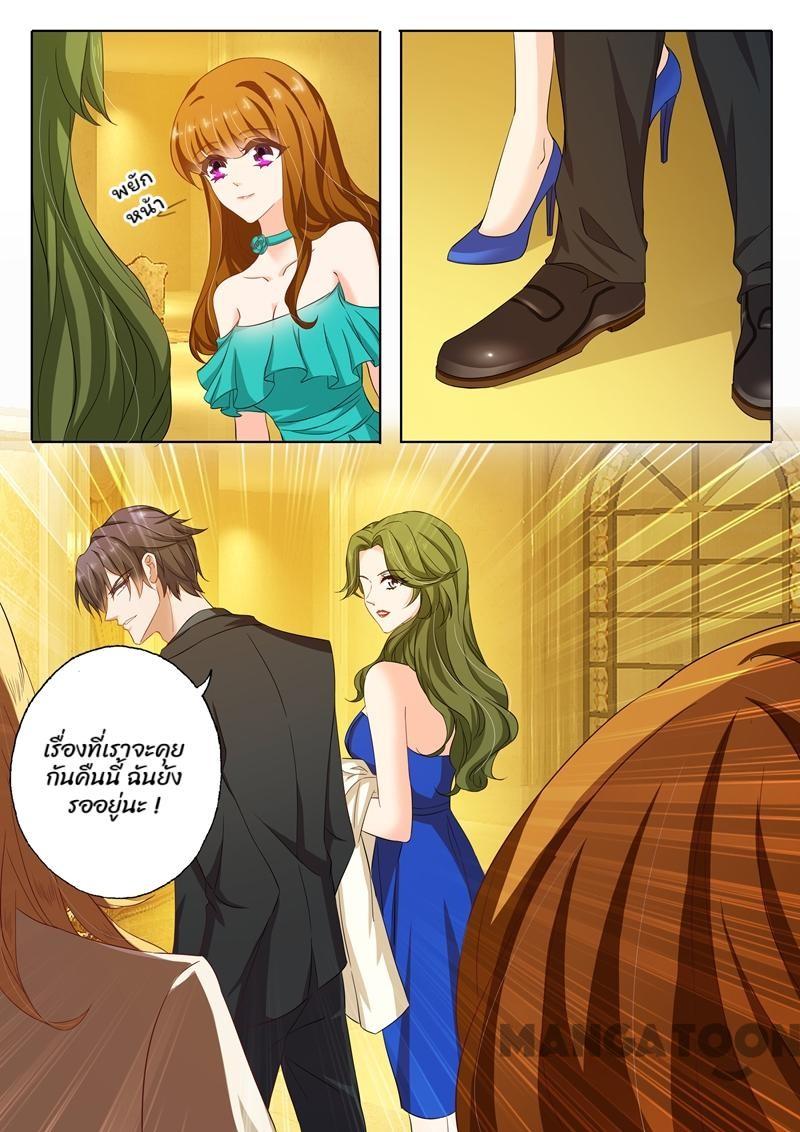 พยัก
หน้า
เรื่องที่เราจะคุย
กันคืนนี้ ฉันยัง
รออยู่นะ !
MANGATOON